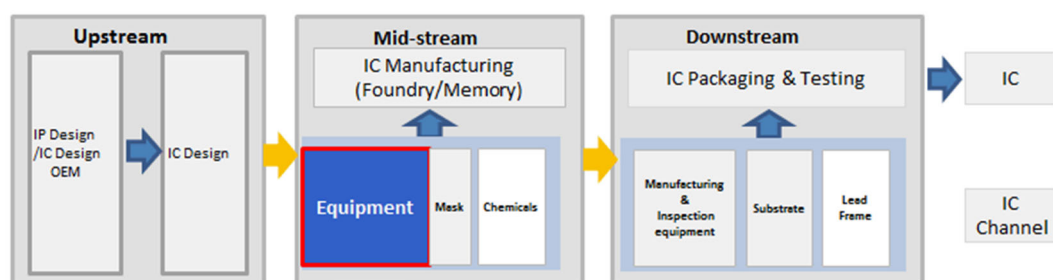 Upstream
IP Design
/IC Design
OEM
IC Design
Mid-stream
IC Manufacturing
(Foundry/Memory)
Equipment
Mask
Chemicals
Downstream
IC Packaging & Testing
Manufacturing
&
Inspection
equipment
Substrate
Lead
Frame
IC
IC
Channel